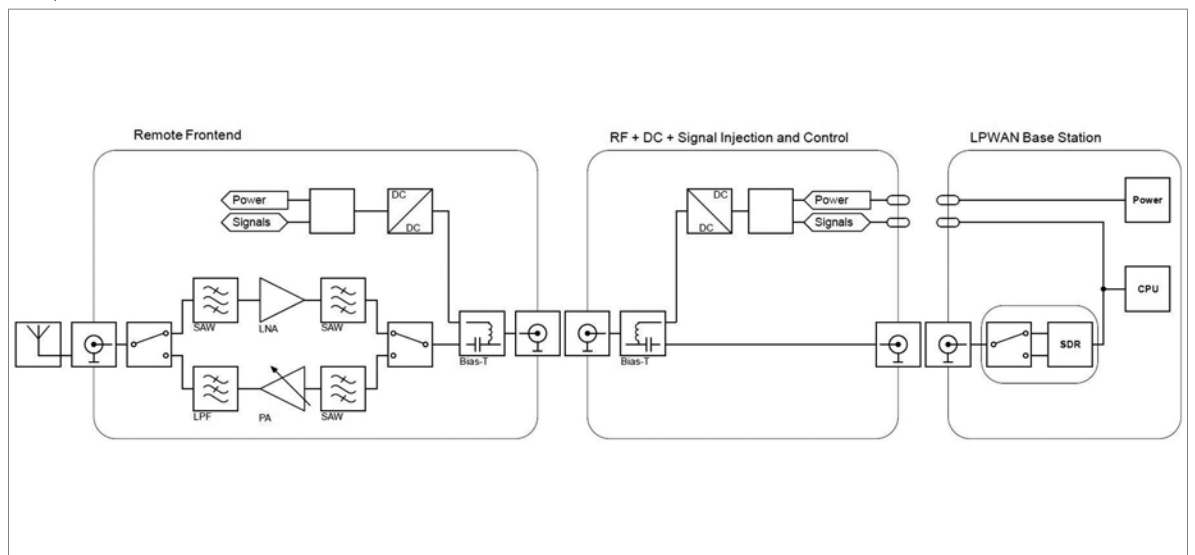 Remote Frontend
RF + DC + Signal Injection and Control
LPWAN Base Station
Power
Signals
DC
DC
DC
DC
Power
Signals
Power
CPU
SAW
LNA
SAW
Bias-T
Bias-T
SDR
LPF
PA
SAW